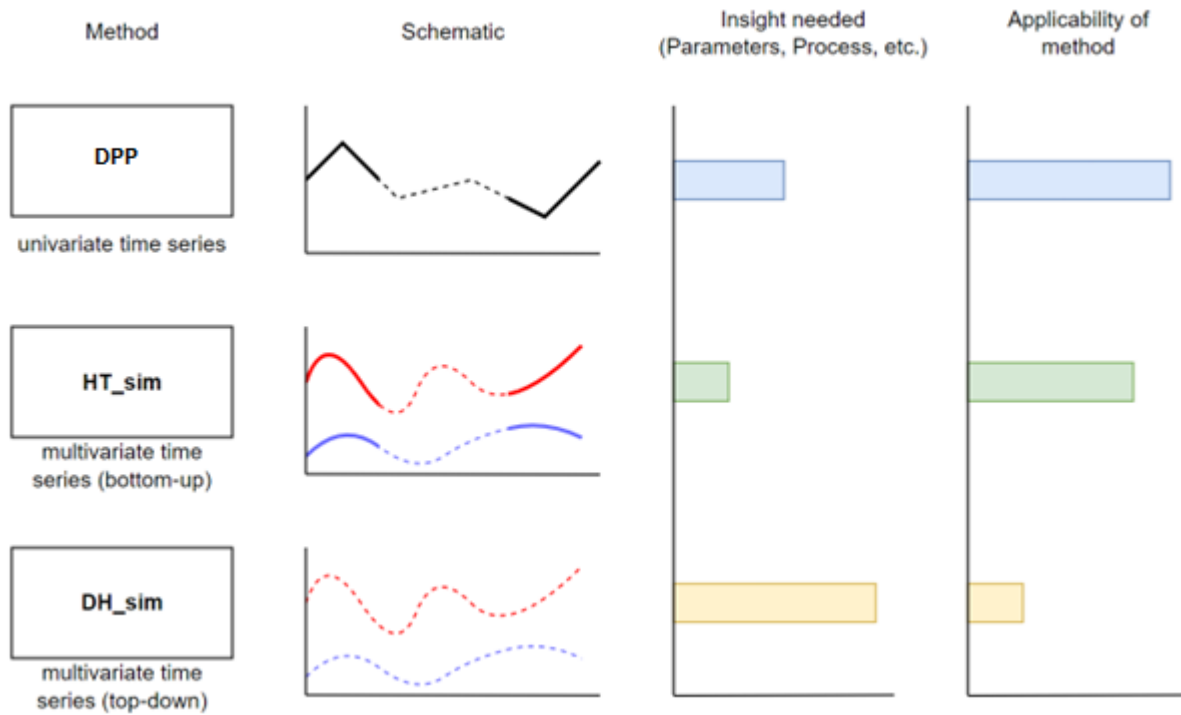 Method
Schematic
Insight needed
(Parameters, Process, etc.)
Applicability of
method
DPP
univariate time series
HT_sim
multivariate time
series (bottom-up)
DH_sim
multivariate time
series (top-down)